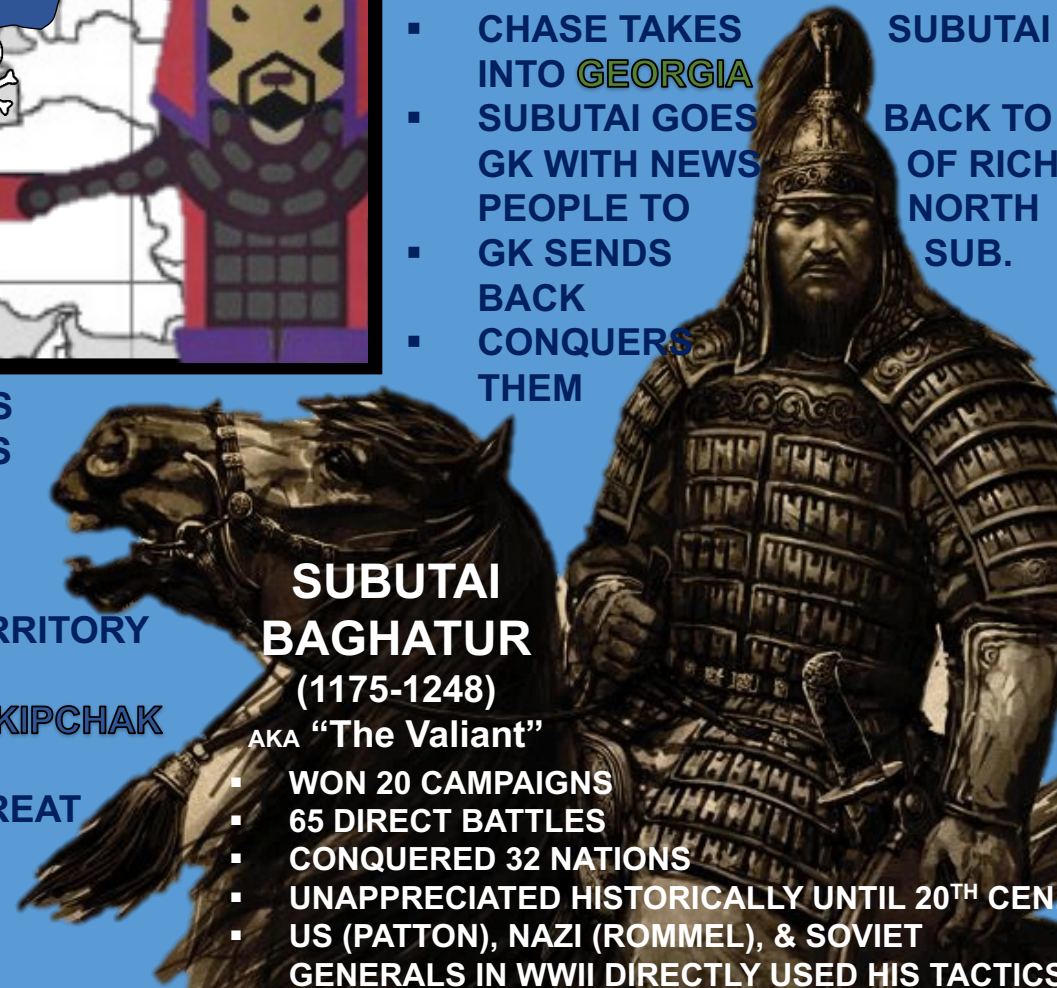 ▪ CHASE TAKES SUBUTAI
INTO GEORGIA
▪ SUBUTAI GOES BACK TO
GK WITH NEWS OF RICH
PEOPLE TO NORTH
▪ GK SENDS SUB.
BACK
▪ CONQUERS
THEM
S
S
RRITORY
KIPCHAK
REAT
SUBUTAI
BAGHATUR
(1175-1248)
AKA “The Valiant”
▪ WON 20 CAMPAIGNS
▪ 65 DIRECT BATTLES
▪ CONQUERED 32 NATIONS
▪ UNAPPRECIATED HISTORICALLY UNTIL 20TH CEN
▪ US (PATTON), NAZI (ROMMEL), & SOVIET
GENERALS IN WWII DIRECTLY USED HIS TACTICS